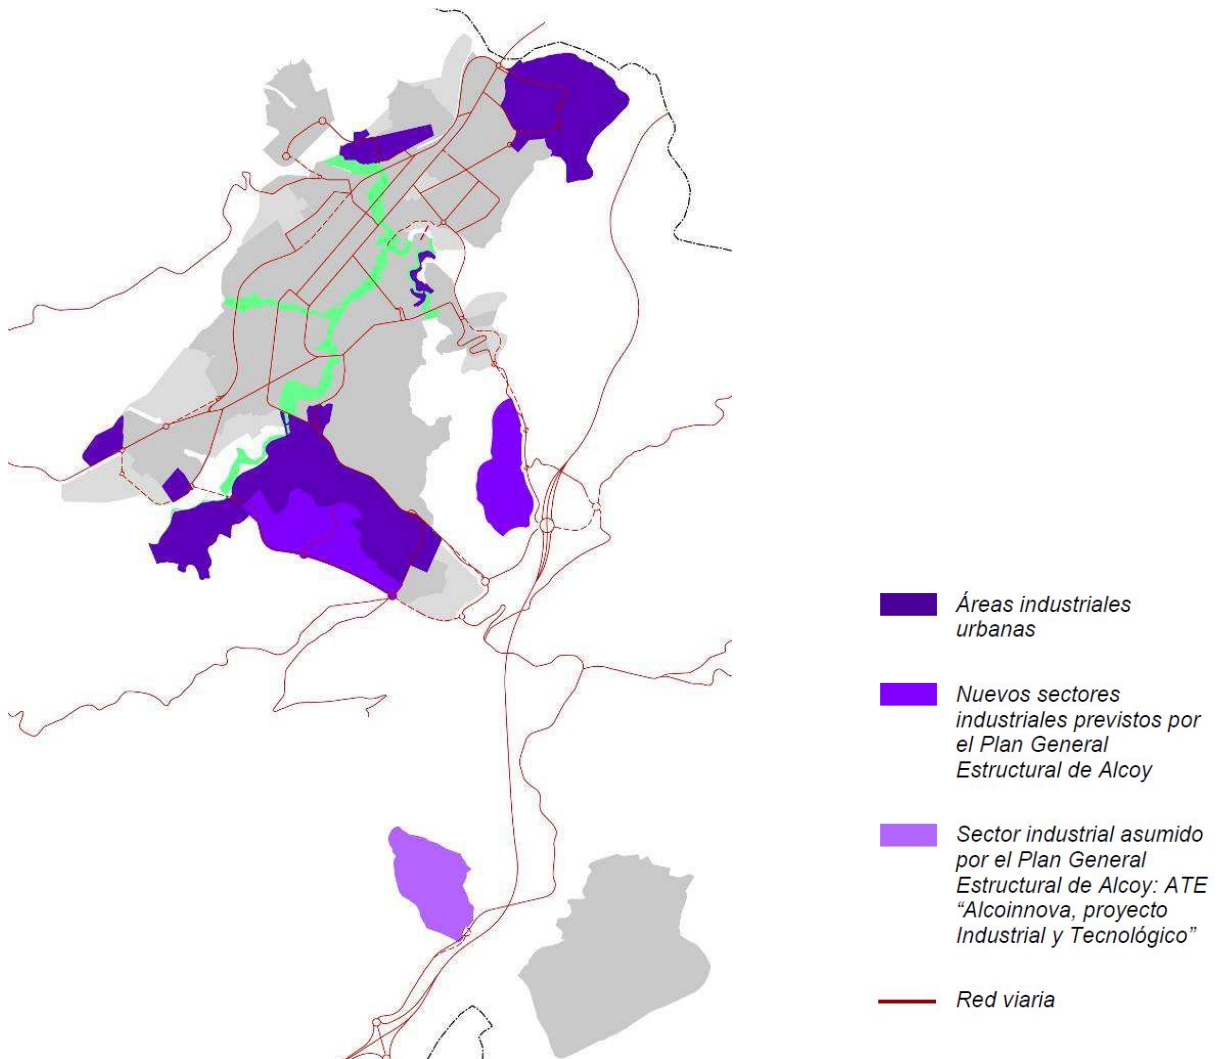 Áreas industriales
urbanas
Nuevos sectores
industriales previstos por
el Plan General
Estructural de Alcoy
Sector industrial asumido
por el Plan General
Estructural de Alcoy: ATE
“Alcoinnova, proyecto
Industrial y Tecnológico”
Red viaria